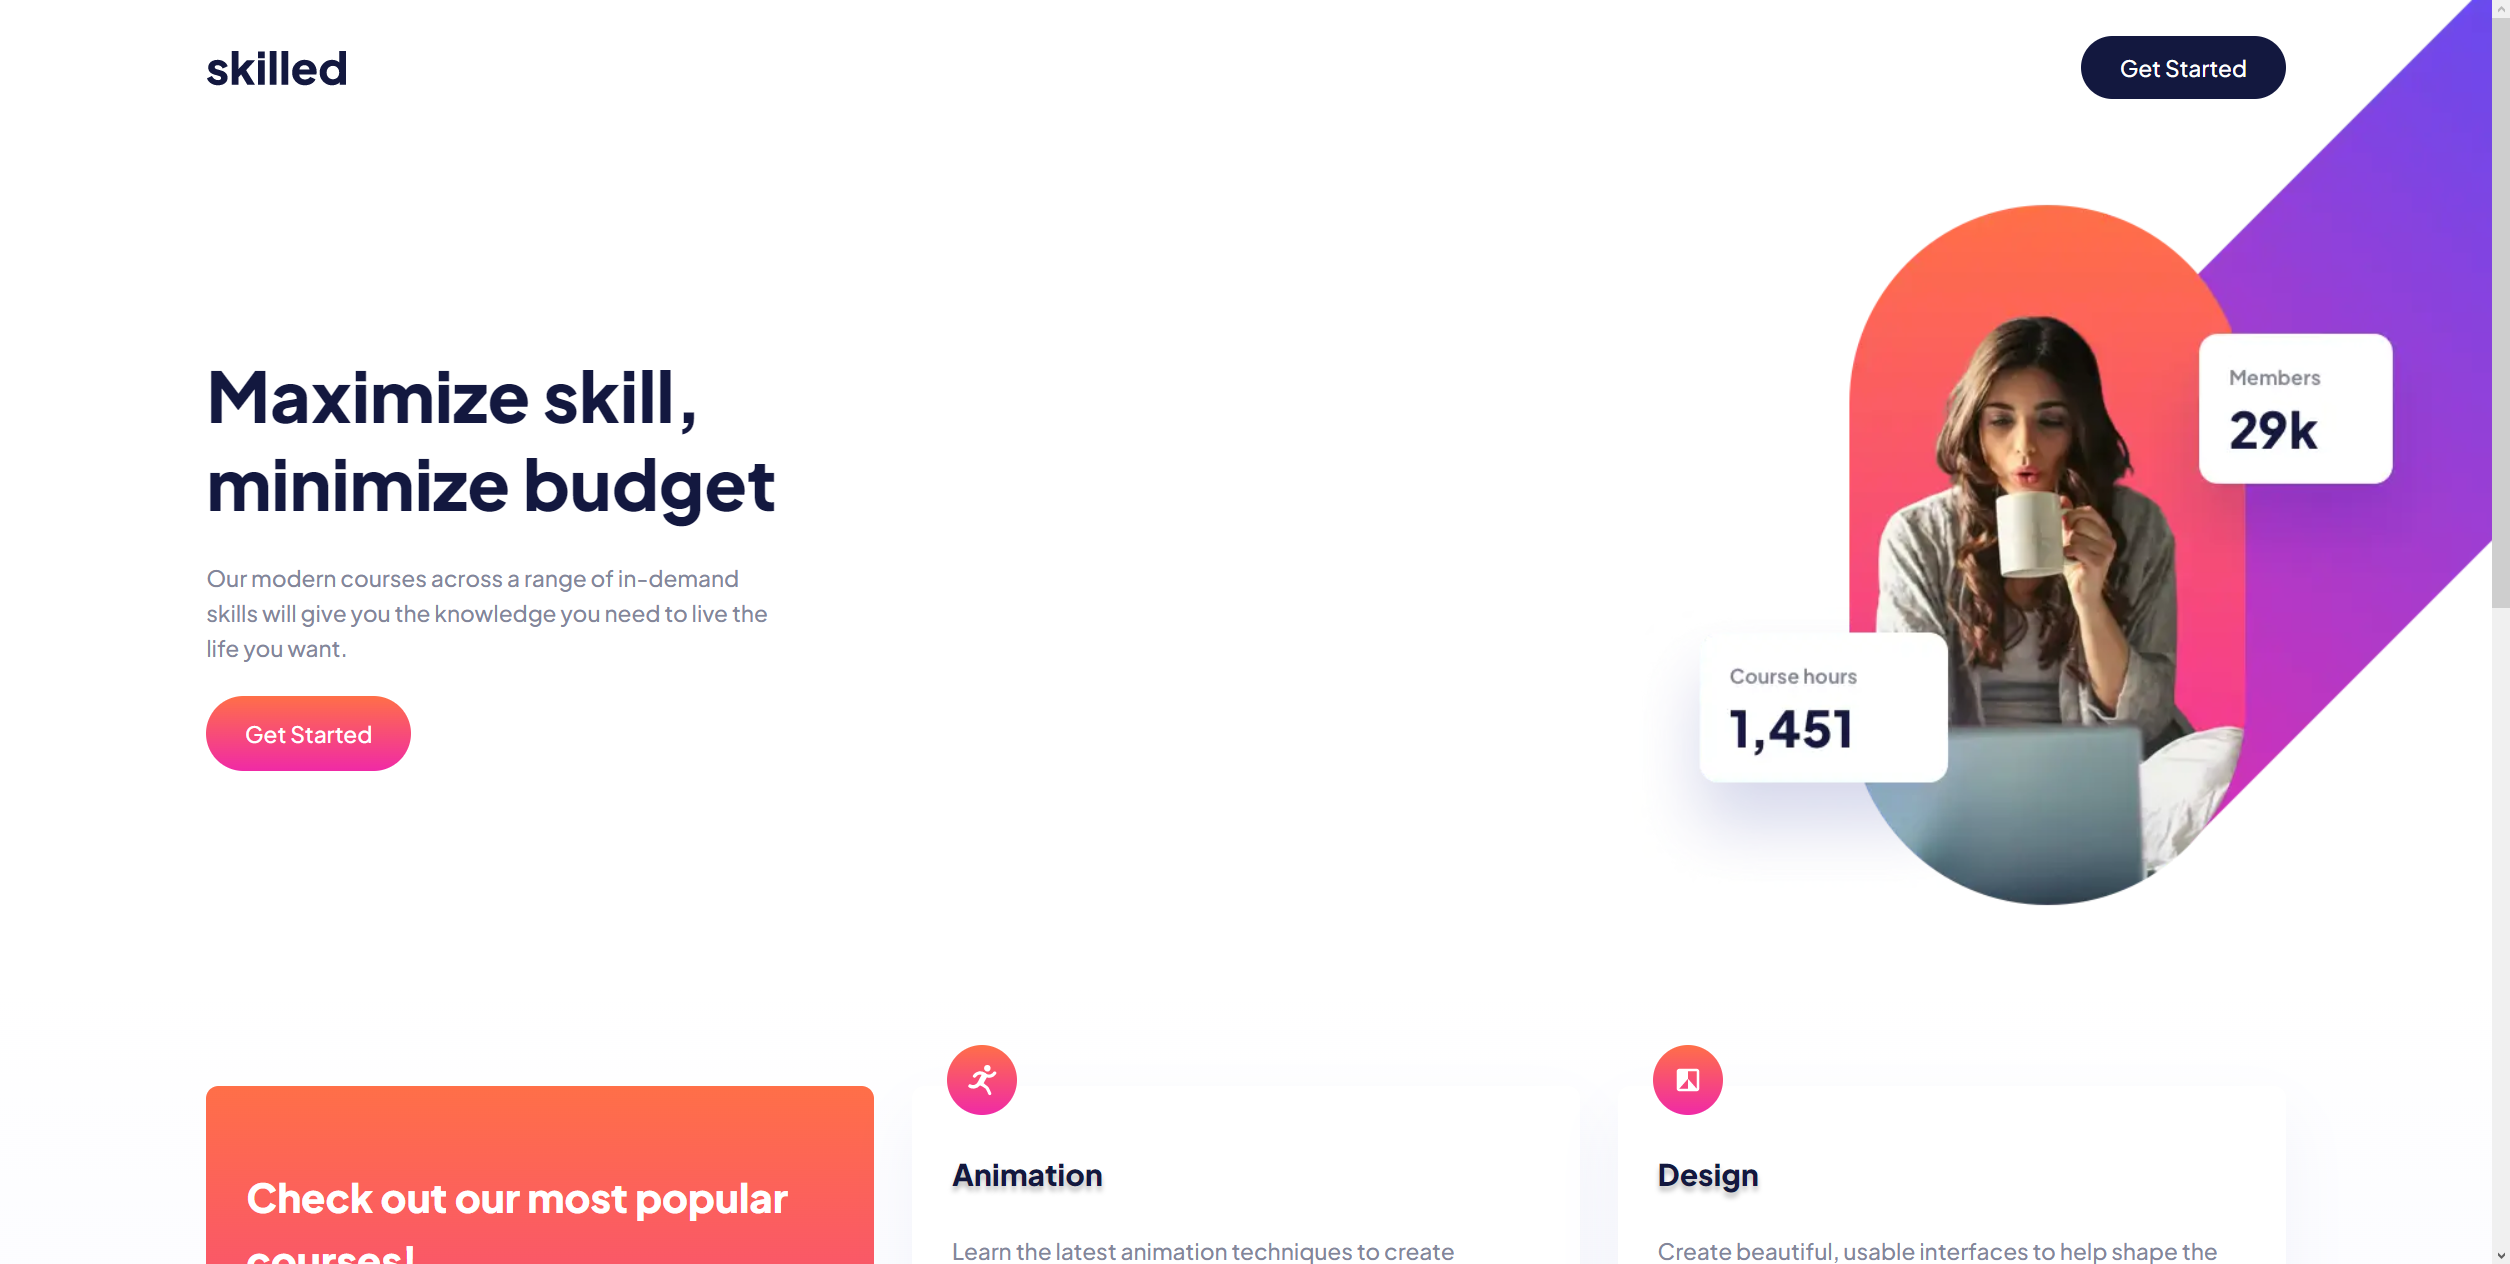 skilled
Get Started
Maximize skill,
minimize budget
Our modern courses across a range of in-demand
skills will give you the knowledge you need to live the
life you want.
Get Started
Members
29k
Course hours
1,451
Check out our most popular
courses!
Animation
Learn the latest animation techniques to create
Design
Create beautiful, usable interfaces to help shape the